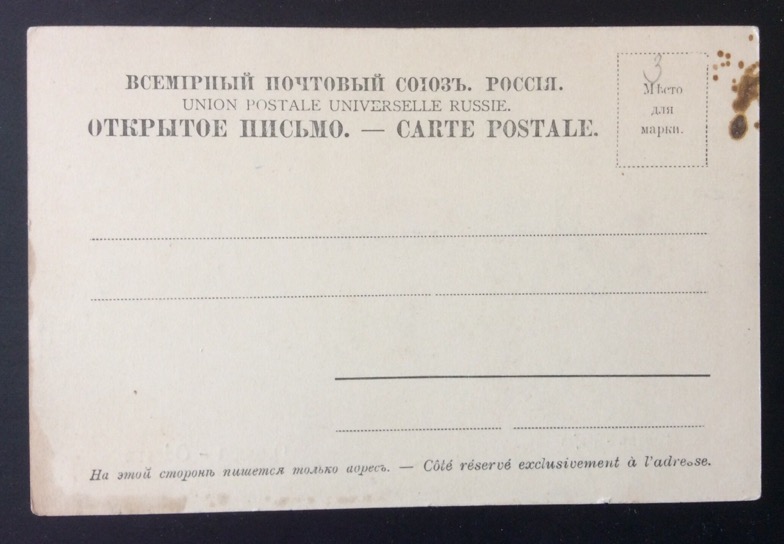 ВСЕМІРНЫЙ ПОЧТОВЫЙ СОЮЗЪ. РОССІЯ.
UNION POSTALE UNIVERSELLE RUSSIE.
ОТКРЫТОЕ ПИСЬМО. — CARTE POSTALE.
3
Мѣсто
для
марки.
На этой сторонѣ пишется только адресъ. — Côté réservé exclusivement à l'adresse.